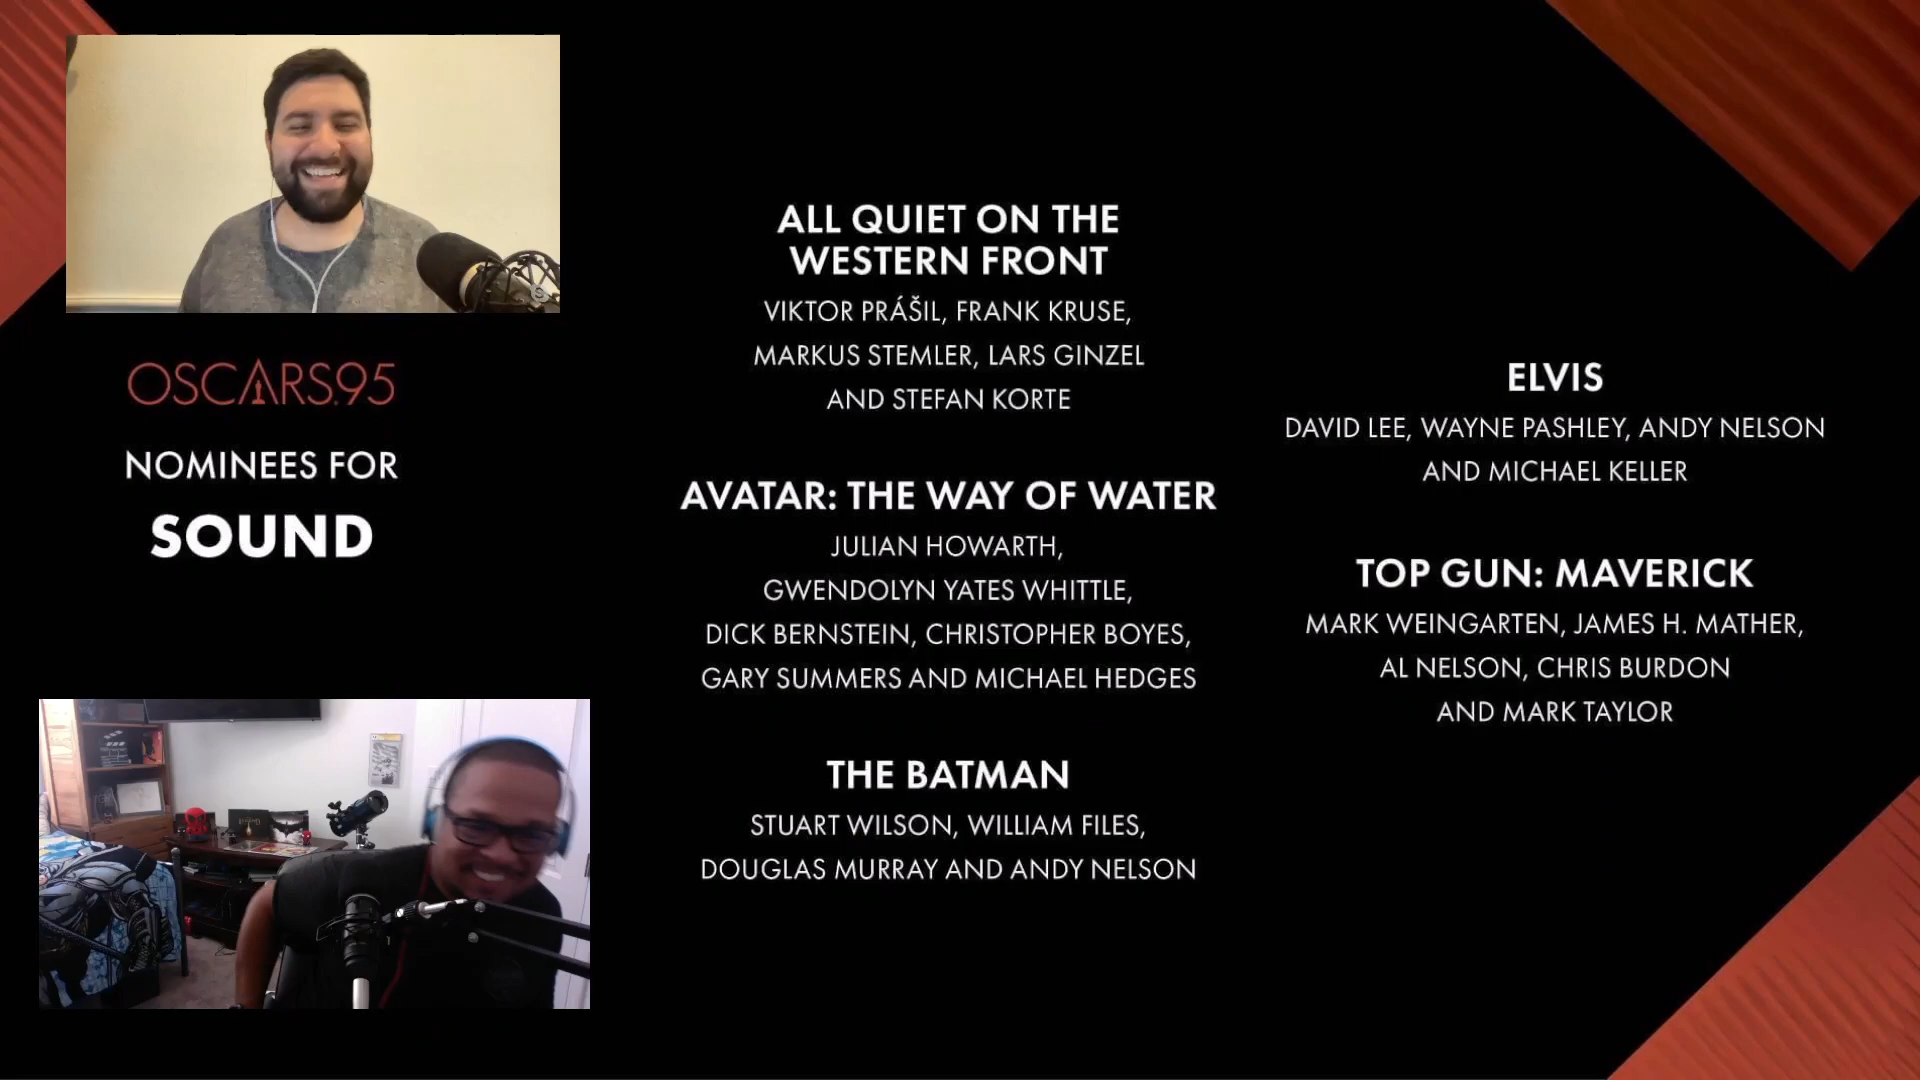 OSCARS.95
NOMINEES FOR
SOUND
ALL QUIET ON THE
WESTERN FRONT
VIKTOR PRÁŠIL, FRANK KRUSE,
MARKUS STEMLER, LARS GINZEL
AND STEFAN KORTE
AVATAR: THE WAY OF WATER
JULIAN HOWARTH,
GWENDOLYN YATES WHITTLE,
DICK BERNSTEIN, CHRISTOPHER BOYES,
GARY SUMMERS AND MICHAEL HEDGES
THE BATMAN
STUART WILSON, WILLIAM FILES,
DOUGLAS MURRAY AND ANDY NELSON
ELVIS
DAVID LEE, WAYNE PASHLEY, ANDY NELSON
AND MICHAEL KELLER
TOP GUN: MAVERICK
MARK WEINGARTEN, JAMES H. MATHER,
AL NELSON, CHRIS BURDON
AND MARK TAYLOR